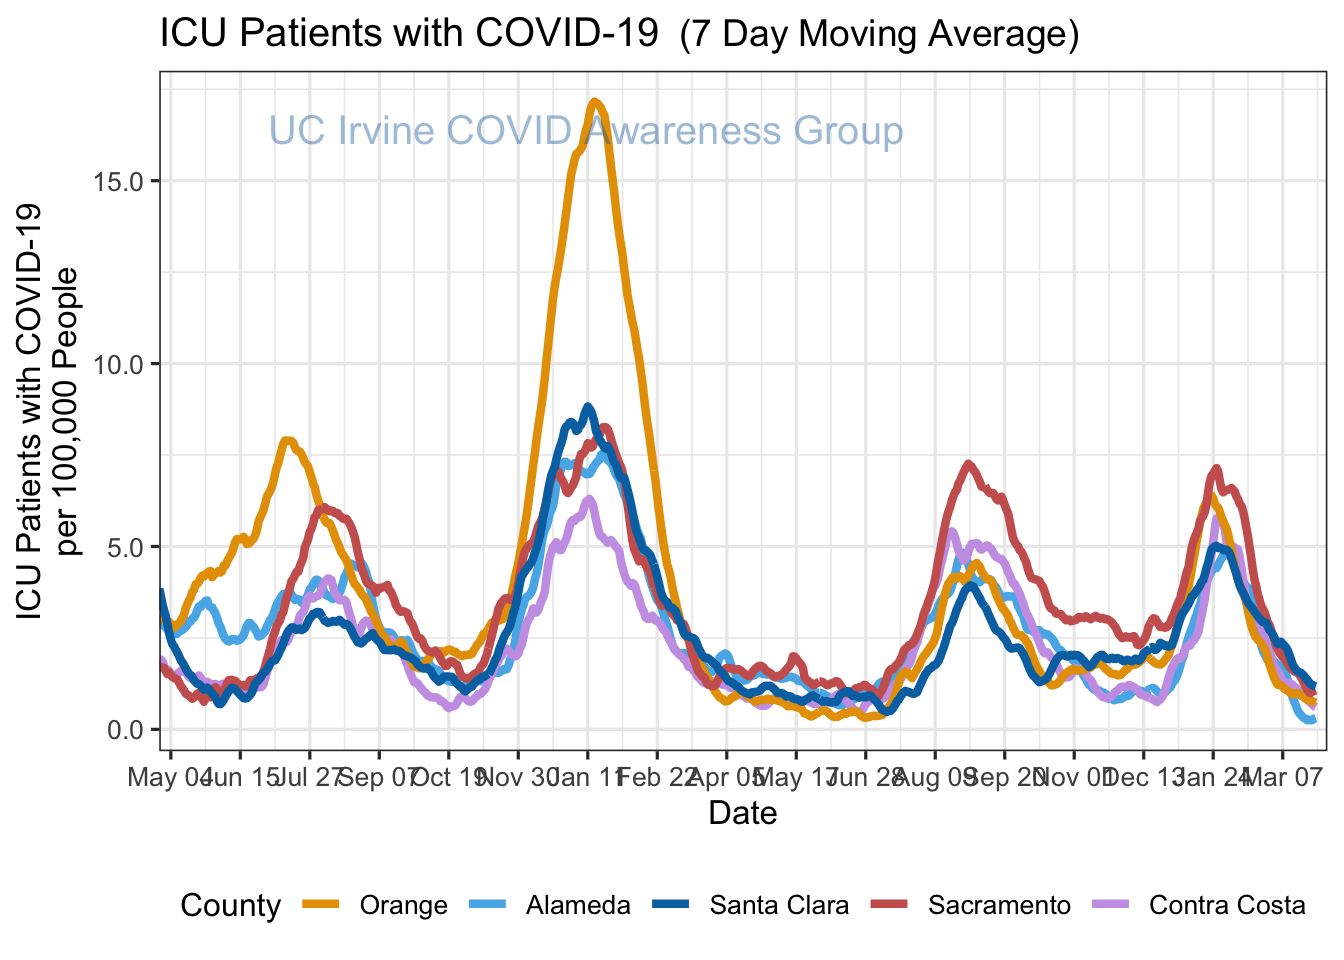 ICU Patients with COVID-19 (7 Day Moving Average)
UC Irvine COVID Awareness Group
ICU Patients with COVID-19
per 100,000 People
15.0
10.0
5.0
0.0
May 04 Jun 15 Jul 27 Sep 07 Oct 19 Nov 30 Jan 11 Feb 22 Apr 05 May 17 Jun 28 Aug 09 Sep 20 Nov 01 Dec 13 Jan 24 Mar 07
Date
County Orange Alameda Santa Clara Sacramento Contra Costa